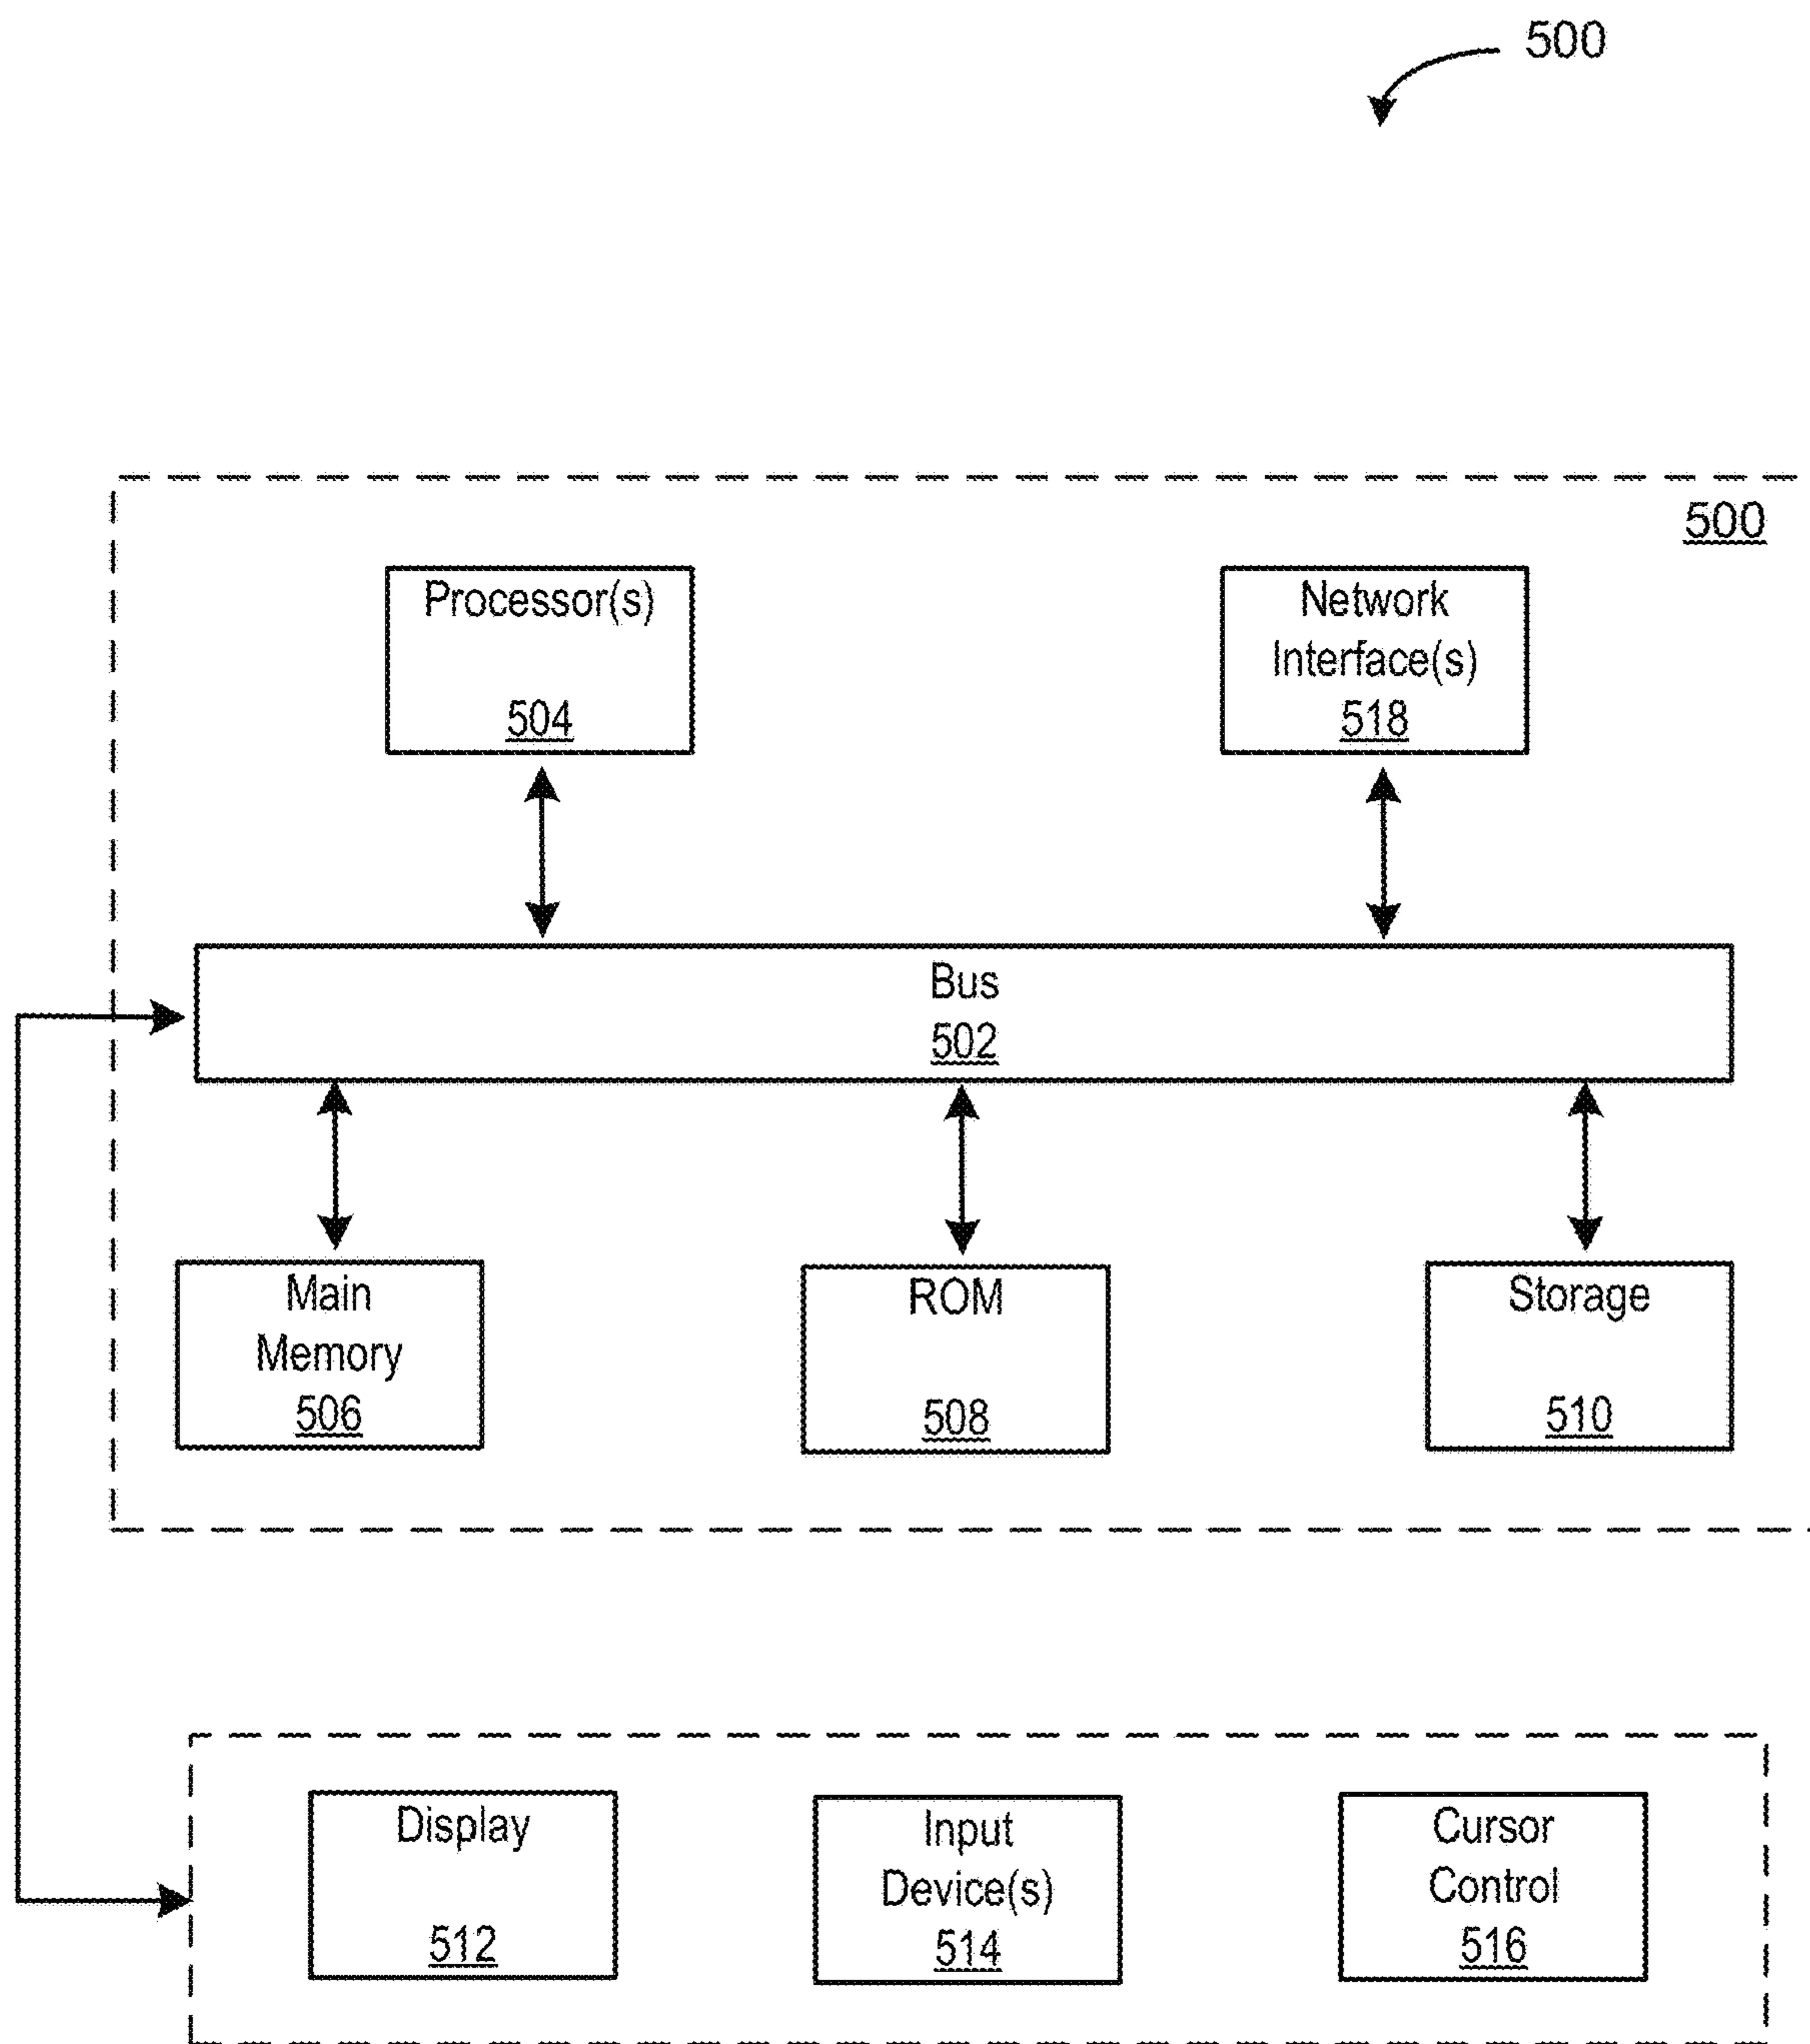 500
500
Processor(s)
504
Network
Interface(s)
518
Bus
502
Main
Memory
506
ROM
508
Storage
510
Display
512
Input
Device(s)
514
Cursor
Control
516